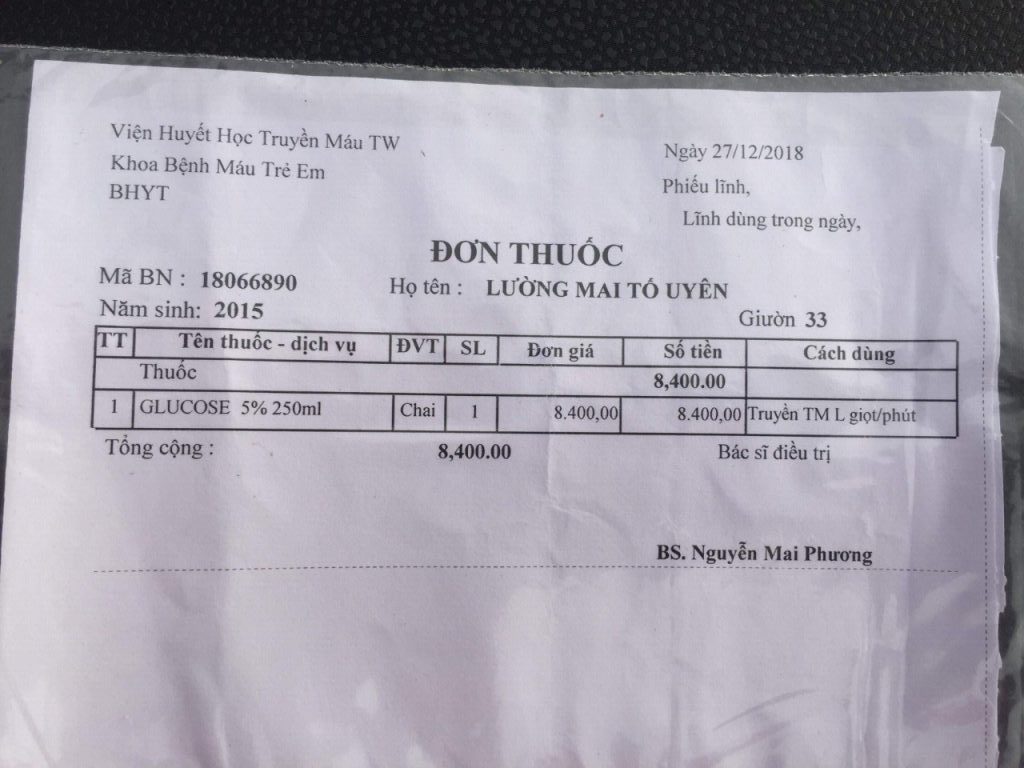 Viện Huyết Học Truyền Máu TW
Khoa Bệnh Máu Trẻ Em
BHYT
Ngày 27/12/2018
Phiếu lĩnh,
Lĩnh dùng trong ngày,
ĐƠN THUỐC
Mã BN : 18066890 Họ tên : LƯỜNG MAI TÓ UYÊN
Năm sinh: 2015 Giườn 33
TT Tên thuốc - dịch vụ ĐVT SL Đơn giá Số tiền Cách dùng
Thuốc 8,400.00
1 GLUCOSE 5% 250ml Chai 1 8.400,00 8.400,00 Truyền TM L giọt/phút
Tổng cộng : 8,400.00 Bác sĩ điều trị
BS. Nguyễn Mai Phương